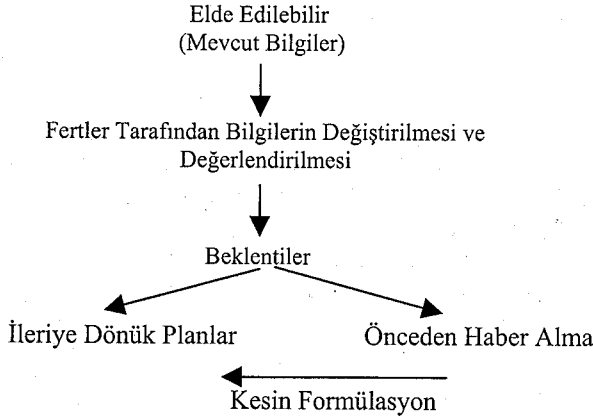 Elde Edilebilir
(Mevcut Bilgiler)
Fertler Tarafından Bilgilerin Değiştirilmesi ve
Değerlendirilmesi
Beklentiler
İleriye Dönük Planlar
Önceden Haber Alma
Kesin Formülasyon